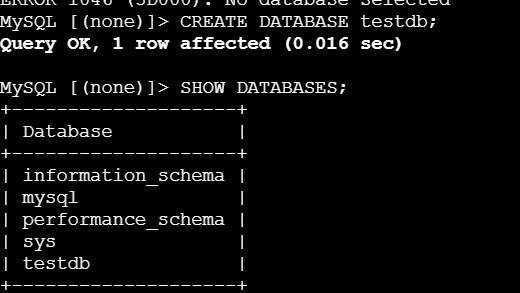 ERROR 1046 (3D000): No database selected
MySQL [(none)]> CREATE DATABASE testdb;
Query OK, 1 row affected (0.016 sec)
MySQL [(none)]> SHOW DATABASES;
+--------------------+
| Database           |
+--------------------+
| information_schema |
| mysql              |
| performance_schema |
| sys                |
| testdb             |
+--------------------+